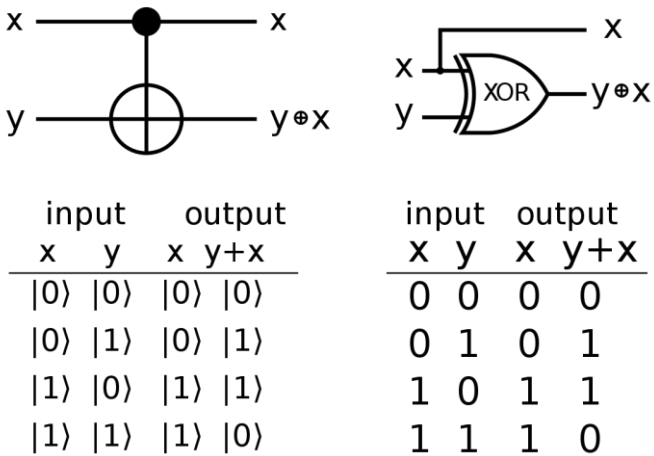 x x
y y⊕x
x
x XOR y⊕x
y
input output
x y x y+x
|0⟩ |0⟩ |0⟩ |0⟩
|0⟩ |1⟩ |0⟩ |1⟩
|1⟩ |0⟩ |1⟩ |1⟩
|1⟩ |1⟩ |1⟩ |0⟩
input output
x y x y+x
0 0 0 0
0 1 0 1
1 0 1 1
1 1 1 0